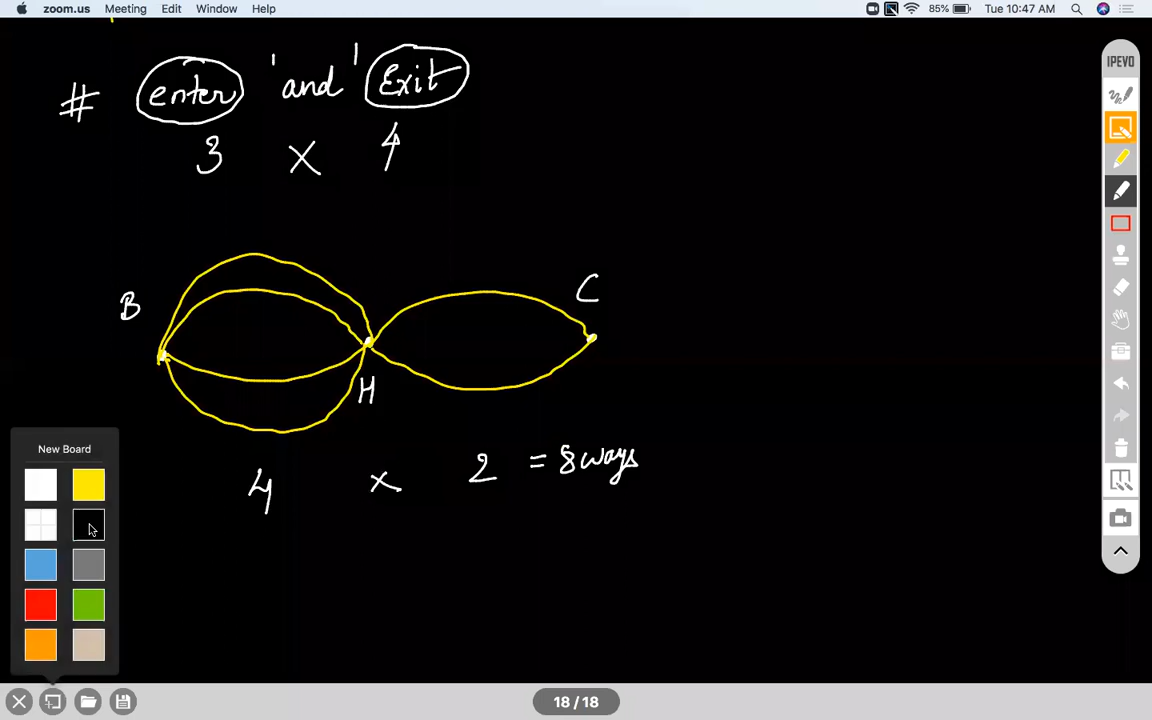 zoom.us Meeting Edit Window Help 85% Tue 10:47 AM
IPEVO
# enter 'and' Exit
3 X 4
B C
H
4 x 2 = 8 ways
New Board
18 / 18